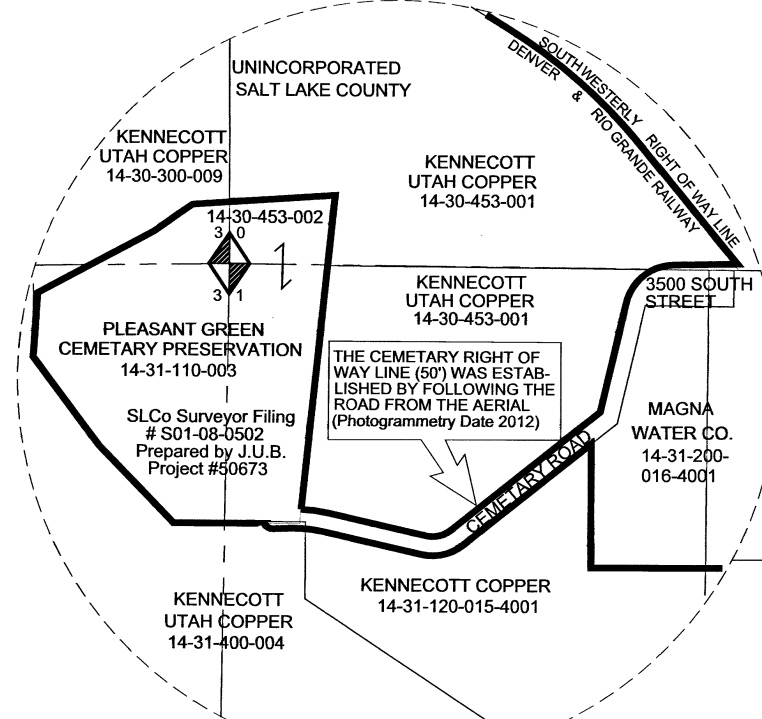 UNINCORPORATED
SALT LAKE COUNTY
SOUTHWESTERLY RIGHT OF WAY LINE
DENVER & RIO GRANDE RAILWAY
KENNECOTT
UTAH COPPER
14-30-300-009
KENNECOTT
UTAH COPPER
14-30-453-001
14-30-453-002
3 0
3 1
KENNECOTT
UTAH COPPER
14-30-453-001
3500 SOUTH
STREET
PLEASANT GREEN
CEMETARY PRESERVATION
14-31-110-003
THE CEMETARY RIGHT OF
WAY LINE (50') WAS ESTAB-
LISHED BY FOLLOWING THE
ROAD FROM THE AERIAL
(Photogrammetry Date 2012)
SLCo Surveyor Filing
# S01-08-0502
Prepared by J.U.B.
Project #50673
MAGNA
WATER CO.
14-31-200-
016-4001
CEMETARY ROAD
KENNECOTT COPPER
14-31-120-015-4001
KENNECOTT
UTAH COPPER
14-31-400-004